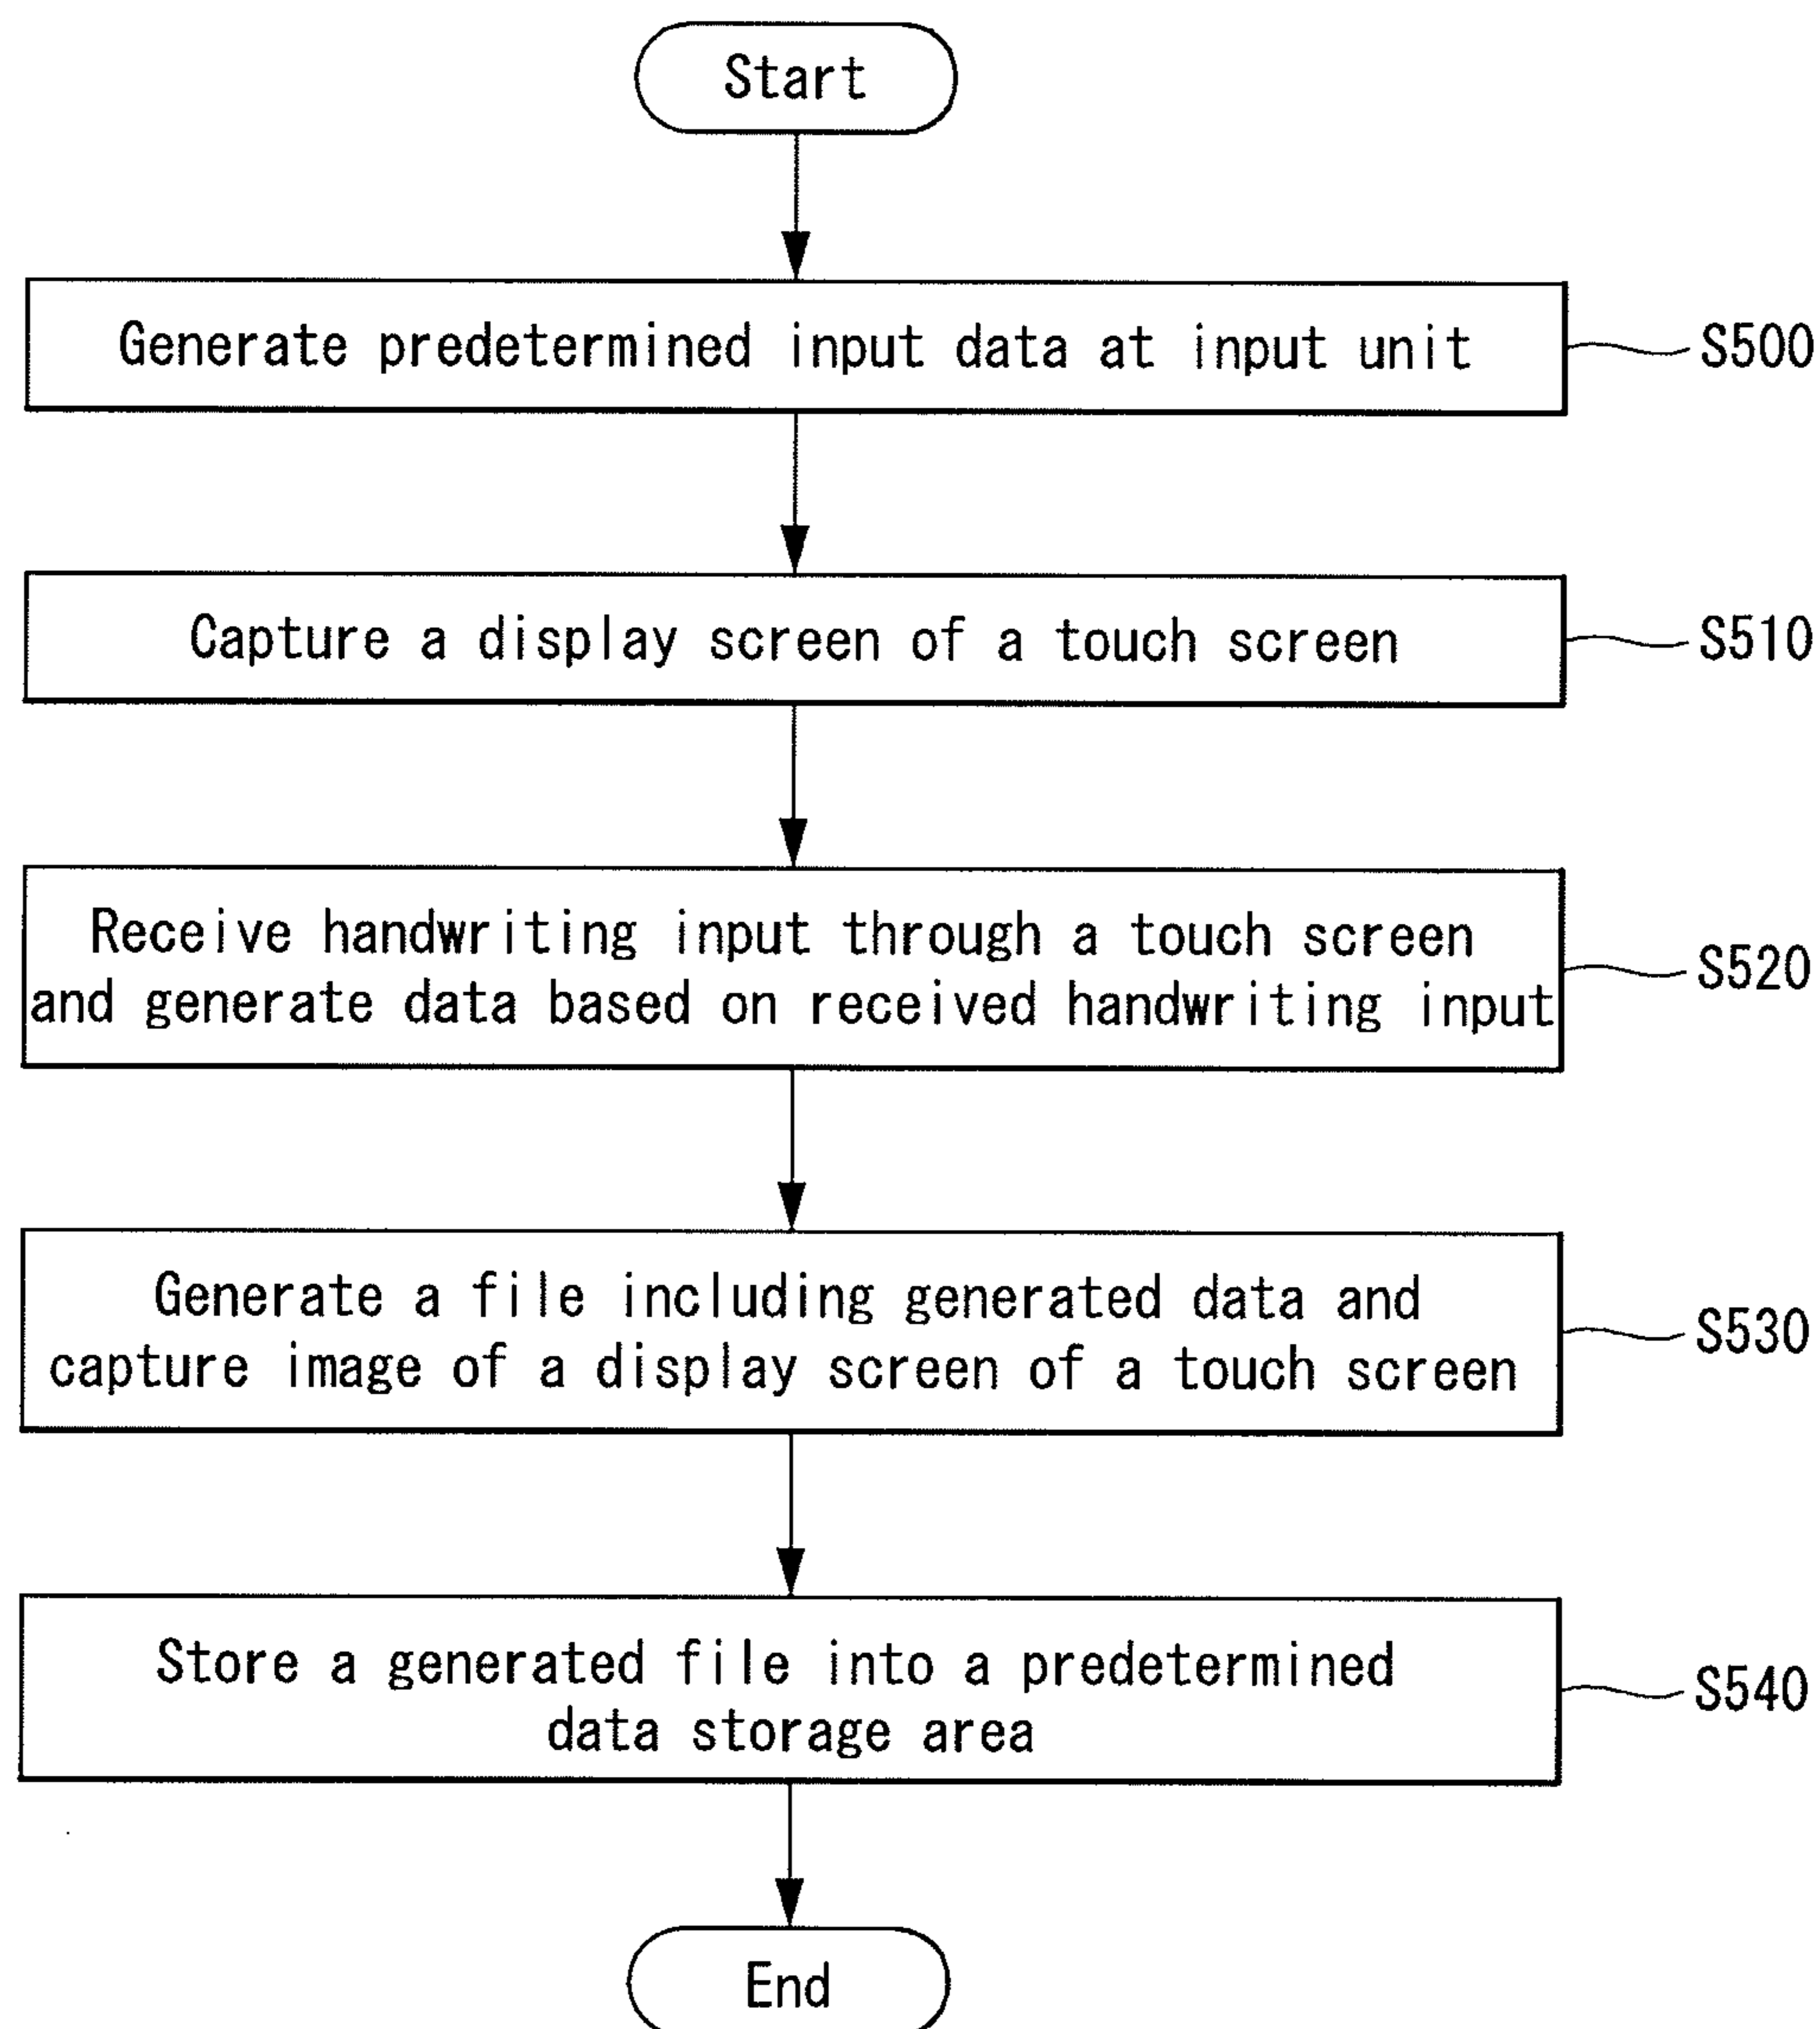 Start
Generate predetermined input data at input unit
S500
Capture a display screen of a touch screen
S510
Receive handwriting input through a touch screen
and generate data based on received handwriting input
S520
Generate a file including generated data and
capture image of a display screen of a touch screen
S530
Store a generated file into a predetermined
data storage area
S540
End